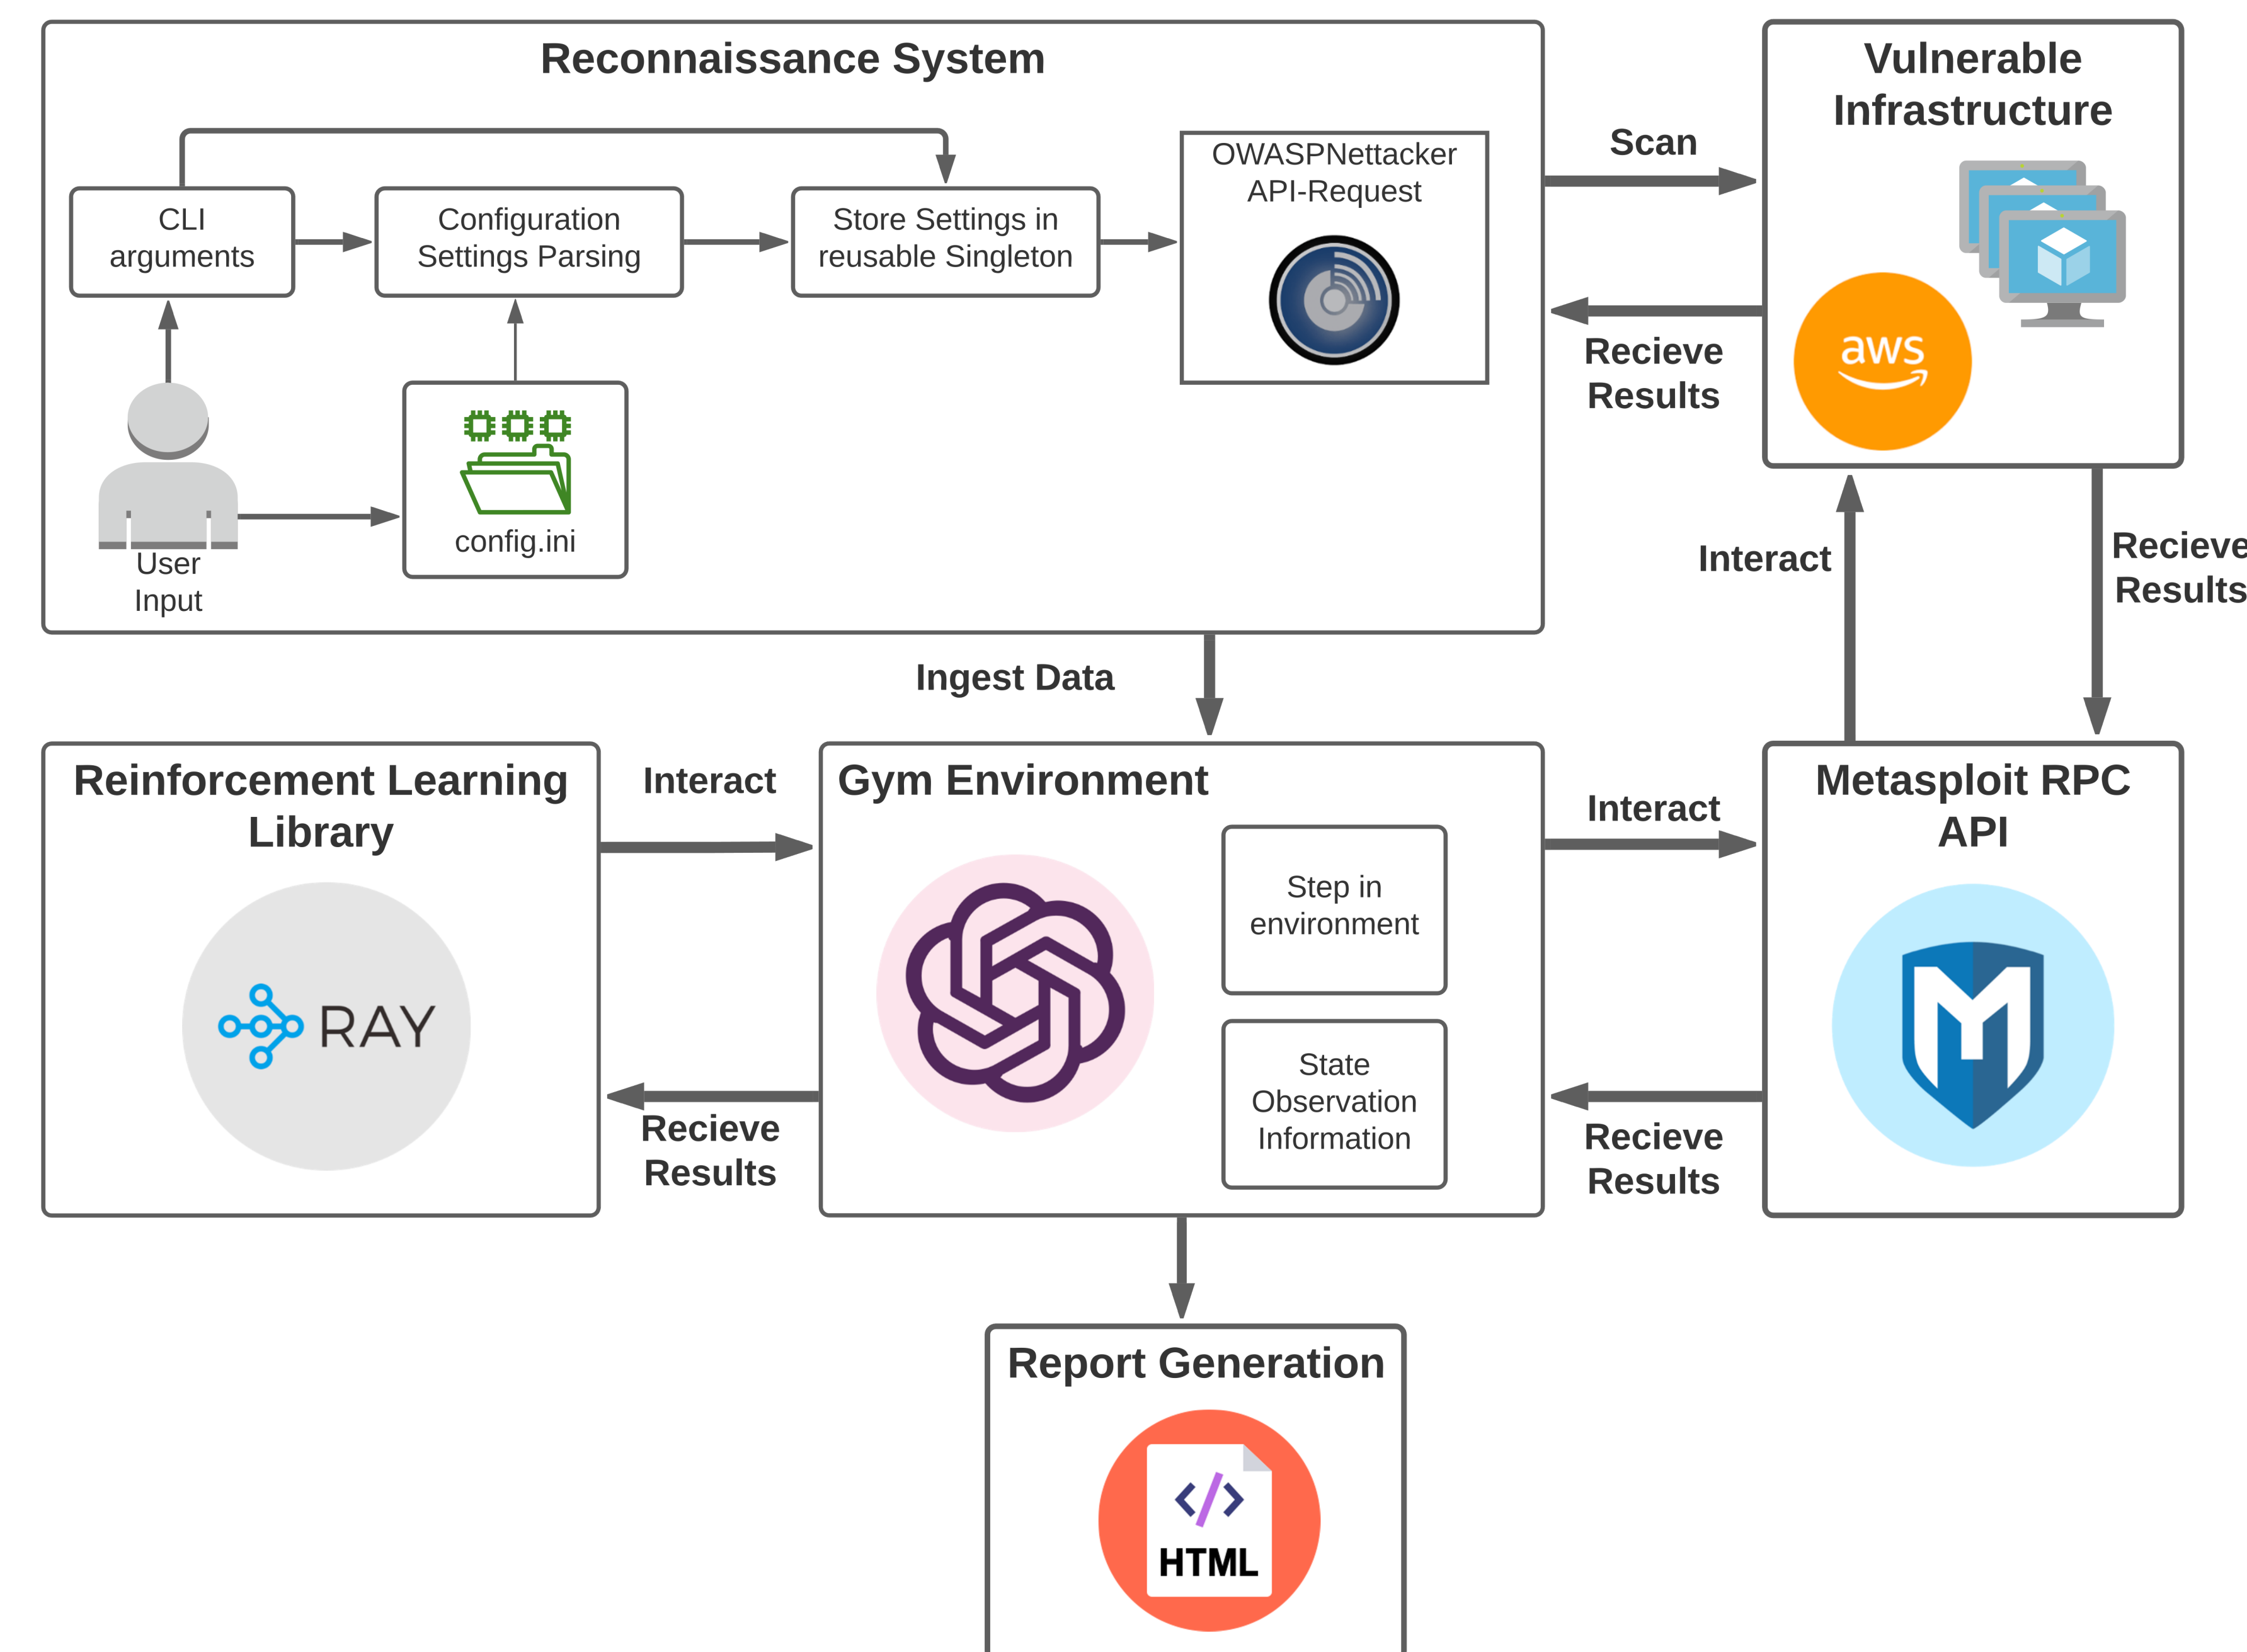 Reconnaissance System
CLI
arguments
Configuration
Settings Parsing
Store Settings in
reusable Singleton
OWASPNettacker
API-Request
config.ini
User
Input
Scan
Recieve
Results
Vulnerable
Infrastructure
aws
Interact
Recieve
Results
Ingest Data
Reinforcement Learning
Library
RAY
Interact
Recieve
Results
Gym Environment
Step in
environment
State
Observation
Information
Interact
Recieve
Results
Metasploit RPC
API
Report Generation
</>
HTML